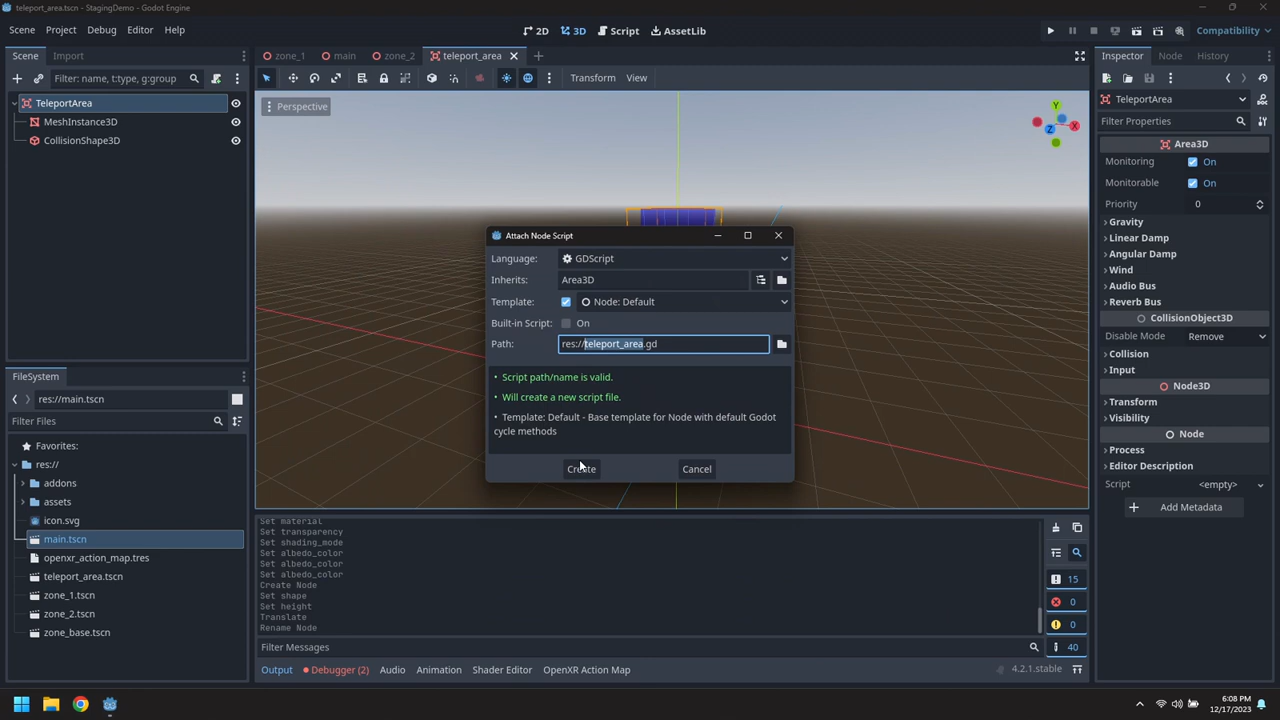 teleport_area.tscn - StagingDemo - Godot Engine
Scene Project Debug Editor Help
2D 3D Script AssetLib
Compatibility
Scene Import
zone_1 main zone_2 teleport_area
Inspector Node History
Filter: name, t:type, g:group
Transform View
TeleportArea
MeshInstance3D
CollisionShape3D
Perspective
Y
X
Z
TeleportArea
Filter Properties
Area3D
Monitoring On
Monitorable On
Priority 0
Gravity
Linear Damp
Angular Damp
Wind
Audio Bus
Reverb Bus
CollisionObject3D
Disable Mode Remove
Collision
Input
Node3D
Transform
Visibility
Node
Process
Editor Description
Script <empty>
Add Metadata
Attach Node Script
Language: GDScript
Inherits: Area3D
Template: Node: Default
Built-in Script: On
Path: res://teleport_area.gd
• Script path/name is valid.
• Will create a new script file.
• Template: Default - Base template for Node with default Godot
cycle methods
Create Cancel
FileSystem
res://main.tscn
Filter Files
Favorites:
res://
addons
assets
icon.svg
main.tscn
openxr_action_map.tres
teleport_area.tscn
zone_1.tscn
zone_2.tscn
zone_base.tscn
Set material
Set transparency
Set shading_mode
Set albedo_color
Set albedo_color
Set albedo_color
Create Node
Set shape
Set height
Translate
Rename Node
15
0
0
40
Filter Messages
Output Debugger (2) Audio Animation Shader Editor OpenXR Action Map
4.2.1.stable
6:08 PM
12/17/2023